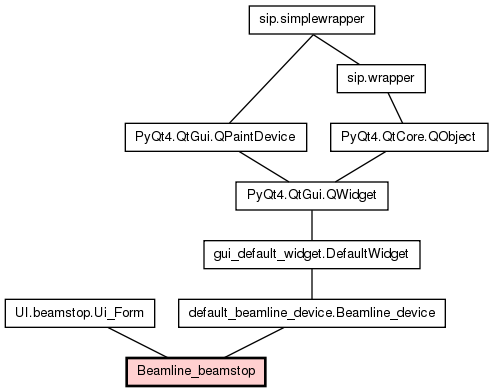 sip.simplewrapper
sip.wrapper
PyQt4.QtGui.QPaintDevice
PyQt4.QtCore.QObject
PyQt4.QtGui.QWidget
gui_default_widget.DefaultWidget
UI.beamstop.Ui_Form
default_beamline_device.Beamline_device
Beamline_beamstop